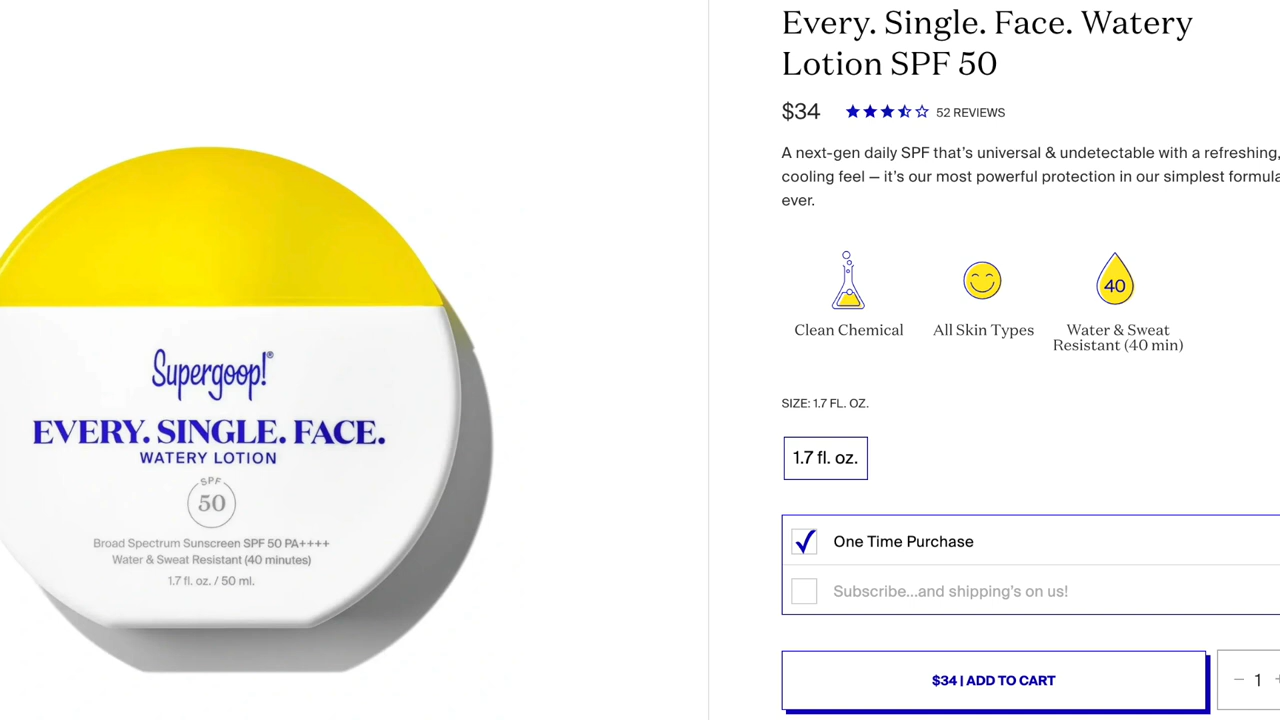 Supergoop!®
EVERY. SINGLE. FACE.
WATERY LOTION
SPF
50
Broad Spectrum Sunscreen SPF 50 PA++++
Water & Sweat Resistant (40 minutes)
1.7 fl. oz. / 50 ml.
Every. Single. Face. Watery
Lotion SPF 50
$34
52 REVIEWS
A next-gen daily SPF that's universal & undetectable with a refreshing,
cooling feel — it's our most powerful protection in our simplest formula
ever.
40
Clean Chemical
All Skin Types
Water & Sweat
Resistant (40 min)
SIZE: 1.7 FL. OZ.
1.7 fl. oz.
One Time Purchase
Subscribe...and shipping's on us!
$34 | ADD TO CART
− 1 +